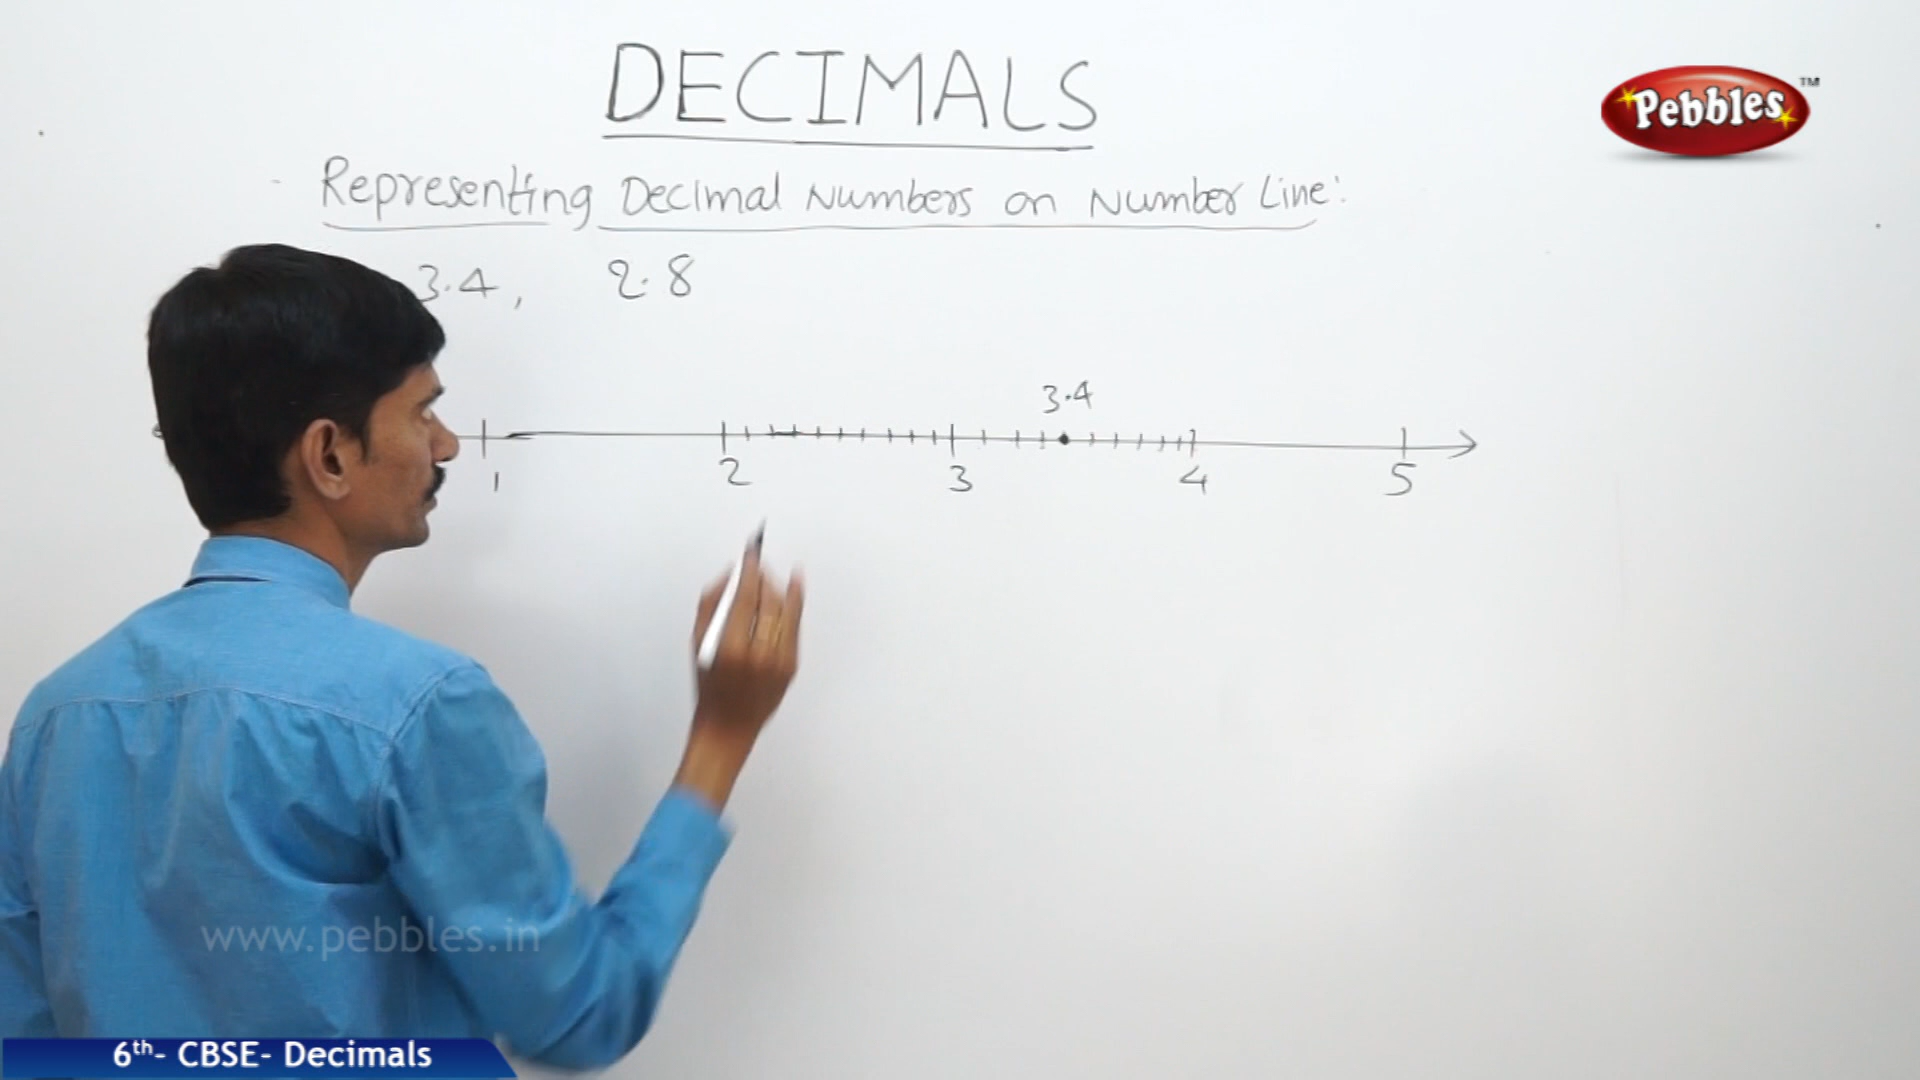 DECIMALS
Pebbles™
Representing Decimal Numbers on Number Line:
3.4, 2.8
3.4
1 2 3 4 5
www.pebbles.in
6th- CBSE- Decimals